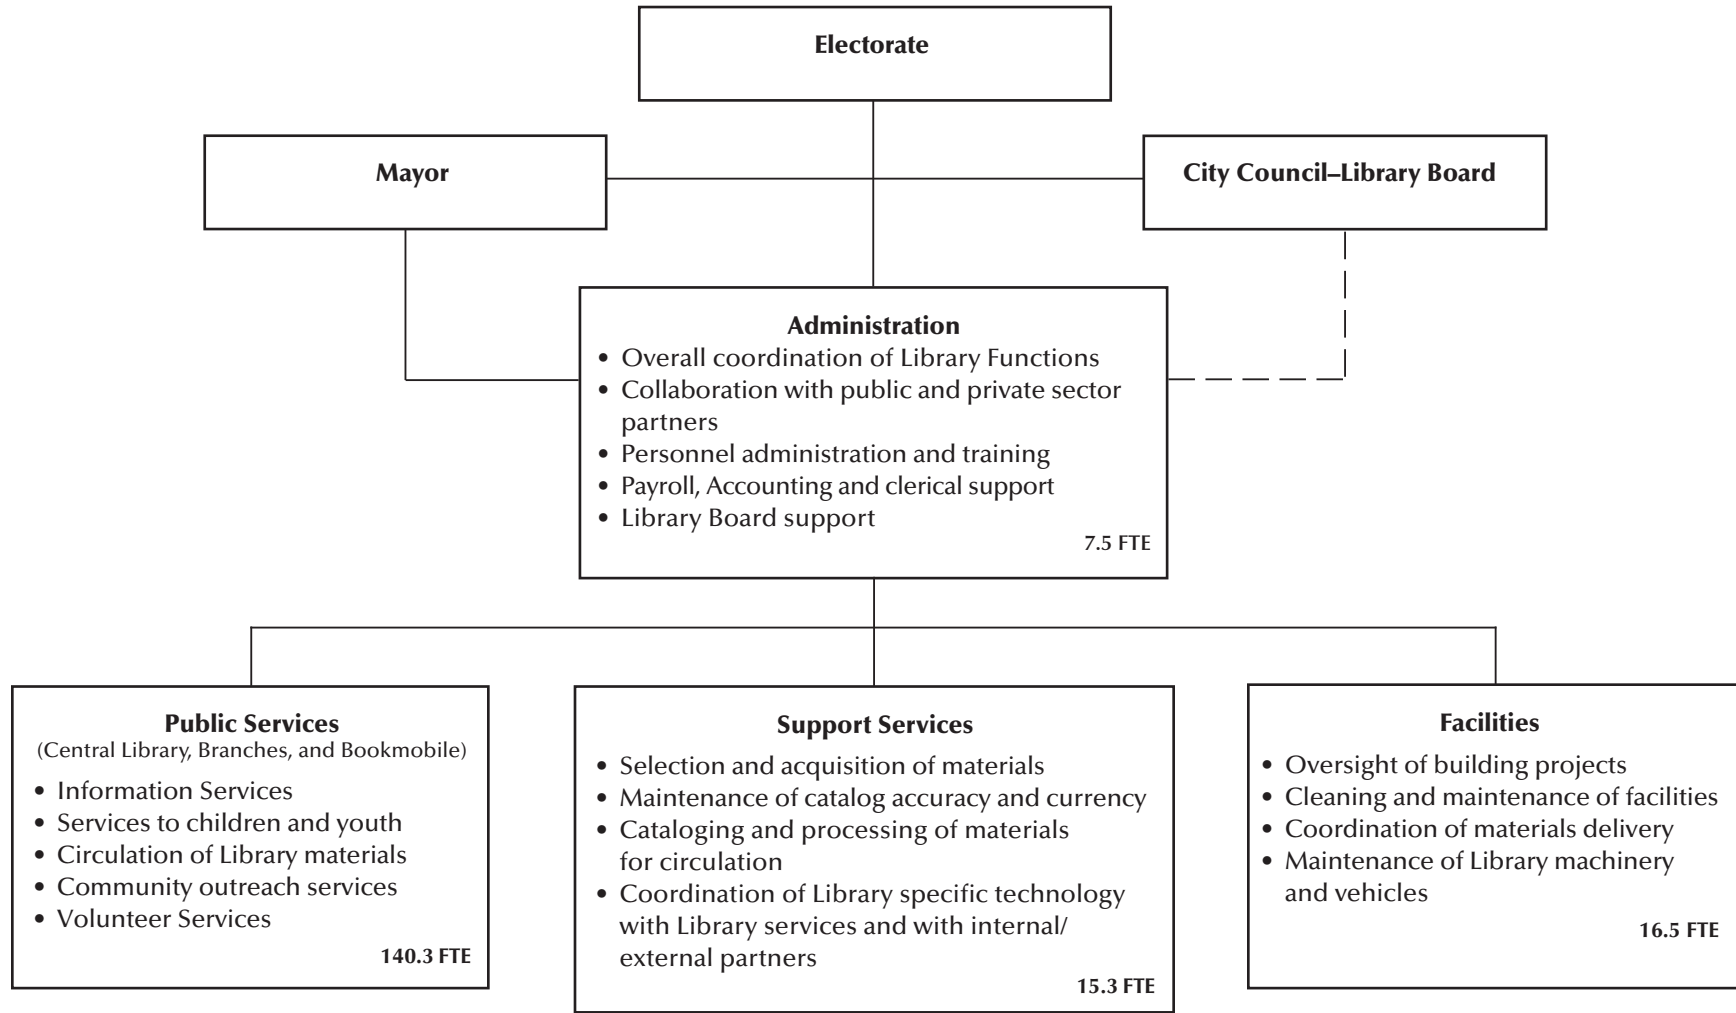 Electorate
Mayor
City Council–Library Board
Administration
• Overall coordination of Library Functions
• Collaboration with public and private sector
partners
• Personnel administration and training
• Payroll, Accounting and clerical support
• Library Board support
7.5 FTE
Public Services
(Central Library, Branches, and Bookmobile)
• Information Services
• Services to children and youth
• Circulation of Library materials
• Community outreach services
• Volunteer Services
140.3 FTE
Support Services
• Selection and acquisition of materials
• Maintenance of catalog accuracy and currency
• Cataloging and processing of materials
for circulation
• Coordination of Library specific technology
with Library services and with internal/
external partners
15.3 FTE
Facilities
• Oversight of building projects
• Cleaning and maintenance of facilities
• Coordination of materials delivery
• Maintenance of Library machinery
and vehicles
16.5 FTE